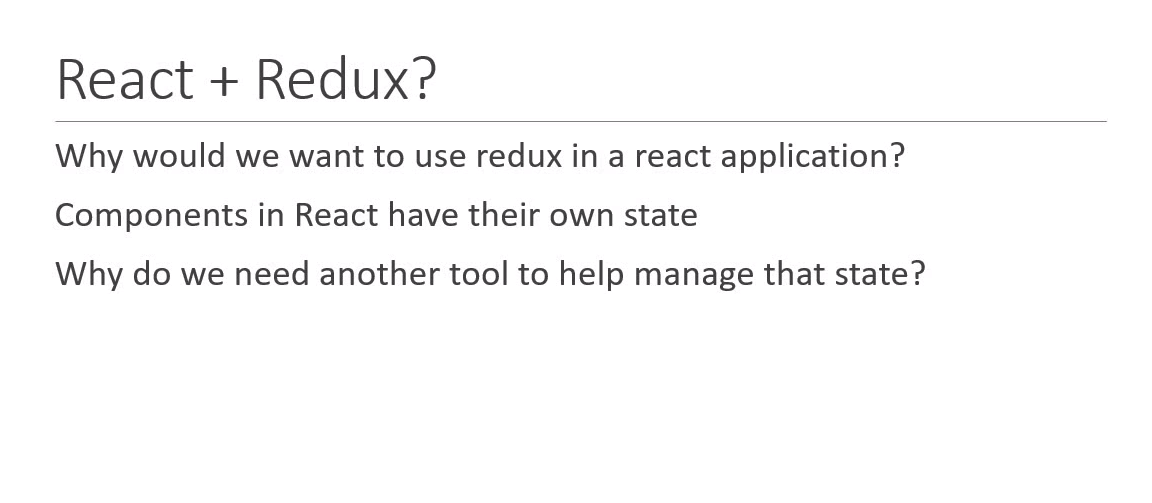 React + Redux?
Why would we want to use redux in a react application?
Components in React have their own state
Why do we need another tool to help manage that state?